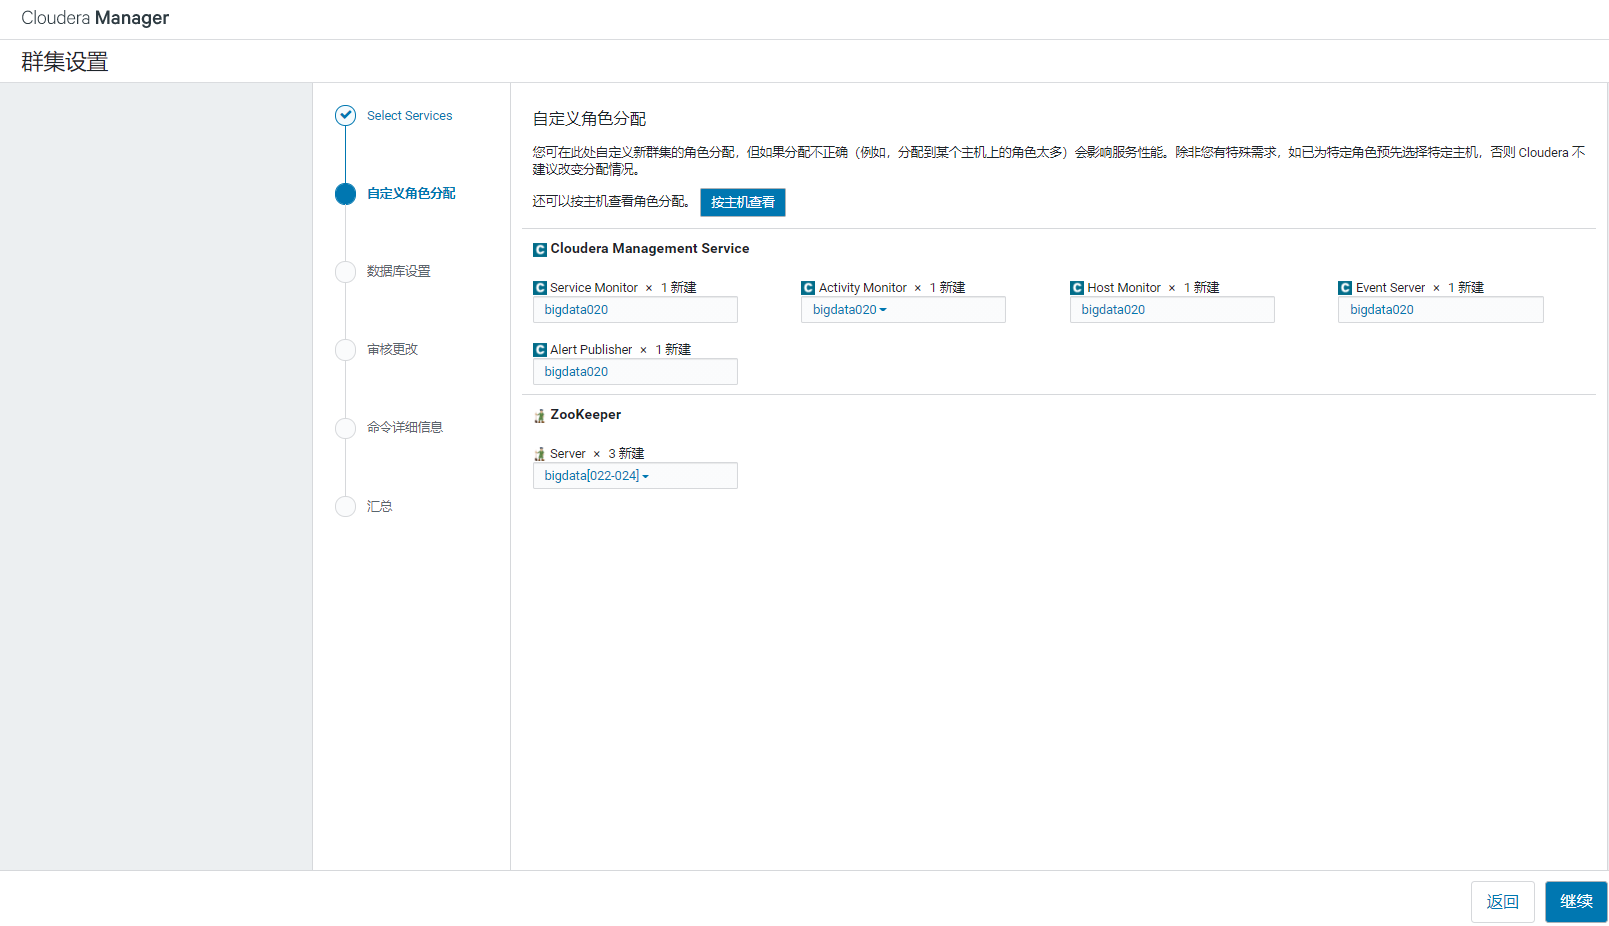 Cloudera Manager
群集设置
Select Services
自定义角色分配
数据库设置
审核更改
命令详细信息
汇总
自定义角色分配
您可在此处自定义新群集的角色分配，但如果分配不正确（例如，分配到某个主机上的角色太多）会影响服务性能。除非您有特殊需求，如已为特定角色预先选择特定主机，否则 Cloudera 不
建议改变分配情况。
还可以按主机查看角色分配。 按主机查看
Cloudera Management Service
Service Monitor × 1 新建
bigdata020
Activity Monitor × 1 新建
bigdata020
Host Monitor × 1 新建
bigdata020
Event Server × 1 新建
bigdata020
Alert Publisher × 1 新建
bigdata020
ZooKeeper
Server × 3 新建
bigdata[022-024]
返回
继续